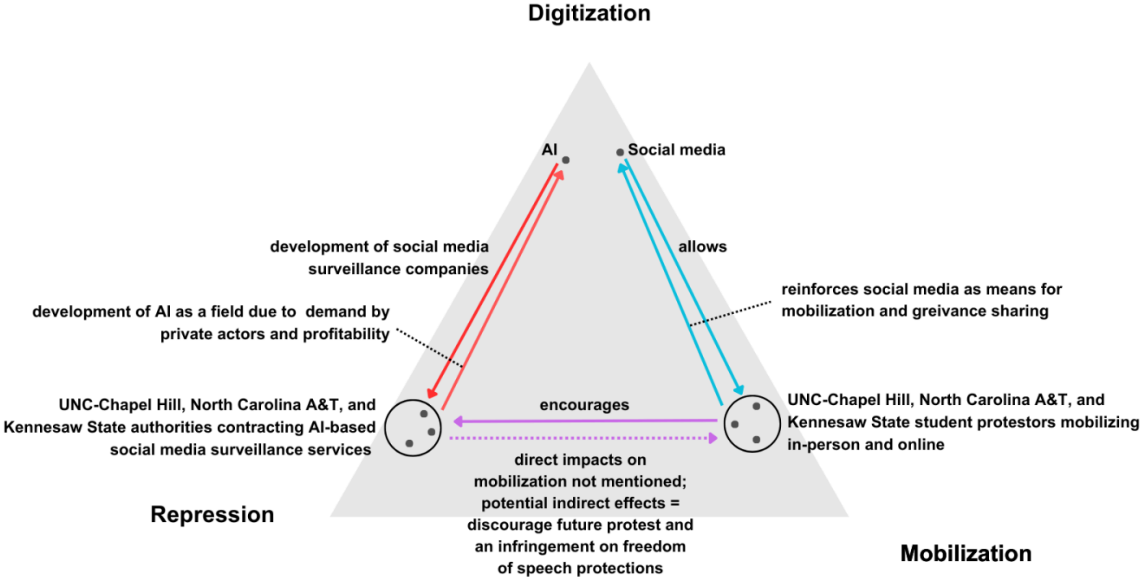 Digitization
AI
Social media
development of social media
surveillance companies
allows
development of AI as a field due to demand by
private actors and profitability
reinforces social media as means for
mobilization and greivance sharing
UNC-Chapel Hill, North Carolina A&T, and
Kennesaw State authorities contracting AI-based
social media surveillance services
encourages
UNC-Chapel Hill, North Carolina A&T, and
Kennesaw State student protestors mobilizing
in-person and online
direct impacts on
mobilization not mentioned;
potential indirect effects =
discourage future protest and
an infringement on freedom
of speech protections
Repression
Mobilization